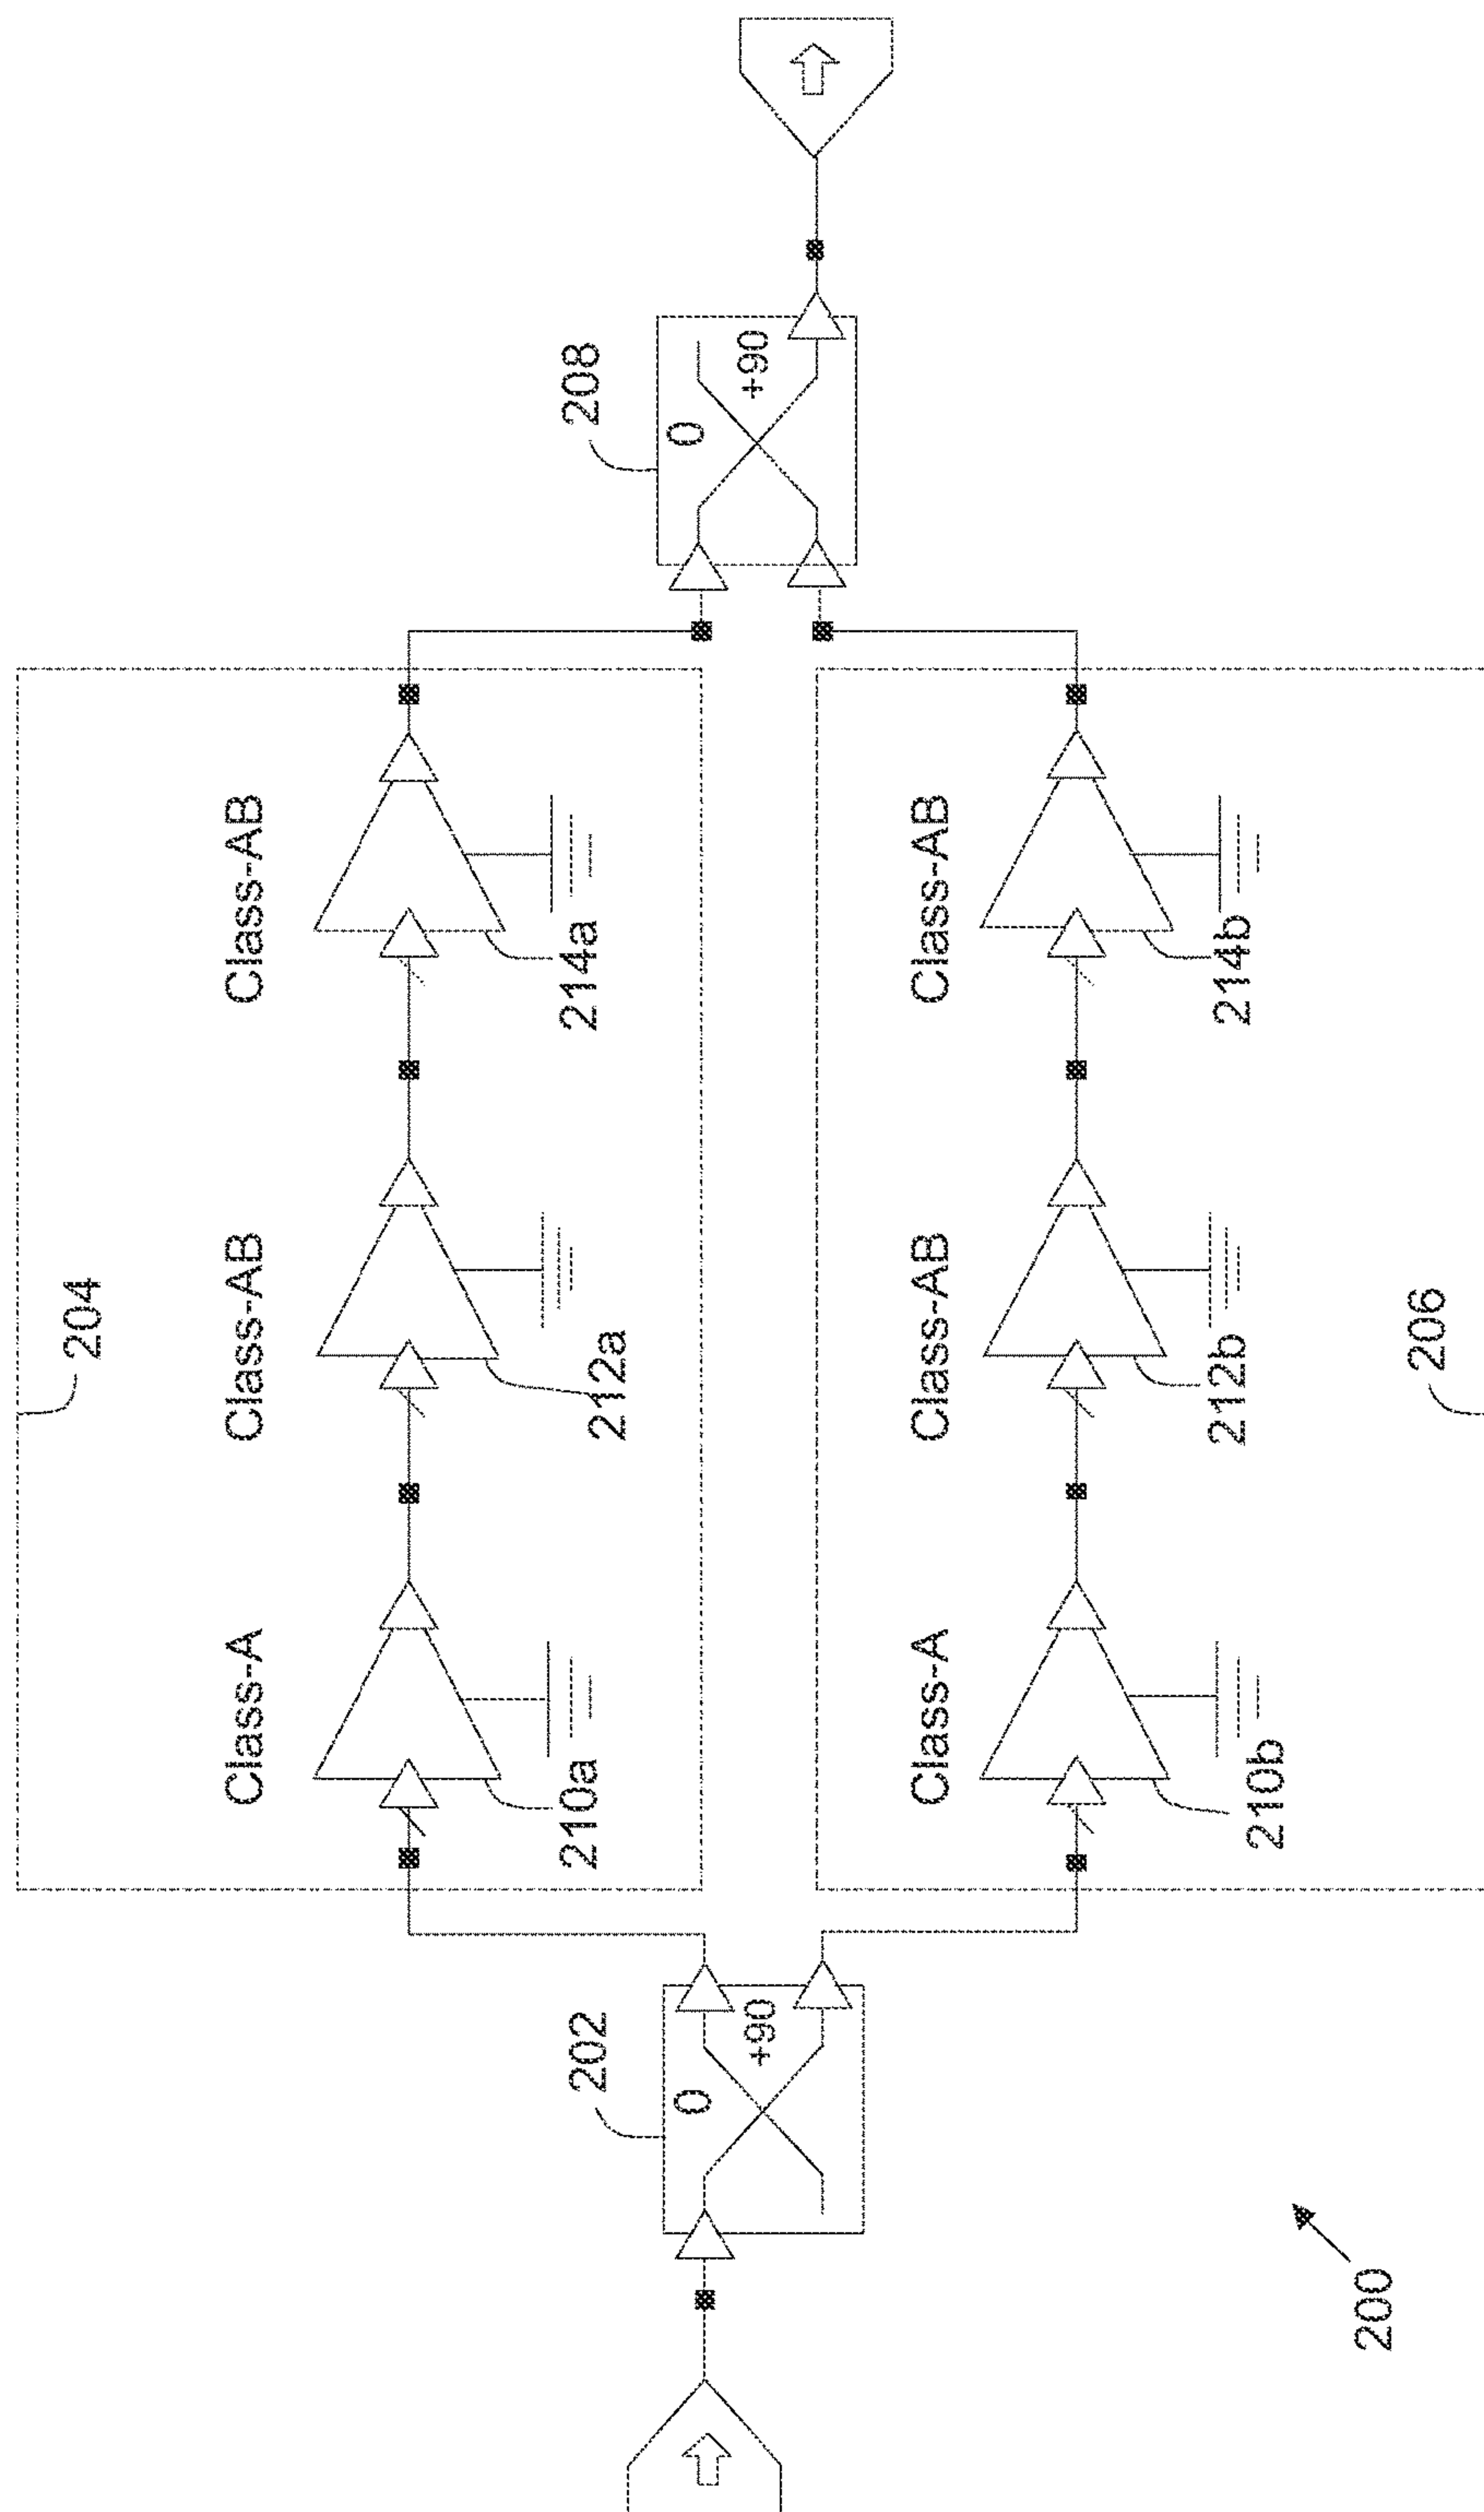 204
Class-A
Class-AB
Class-AB
210a
212a
214a
202
0
+90
208
0
+90
Class-A
Class-AB
Class-AB
210b
212b
214b
200
206